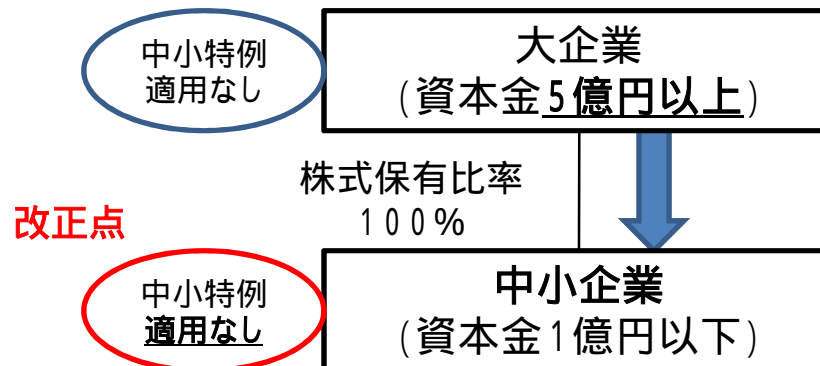 中小特例
適用なし
大企業
(資本金5億円以上)
株式保有比率
100%
改正点
中小特例
適用なし
中小企業
(資本金1億円以下)